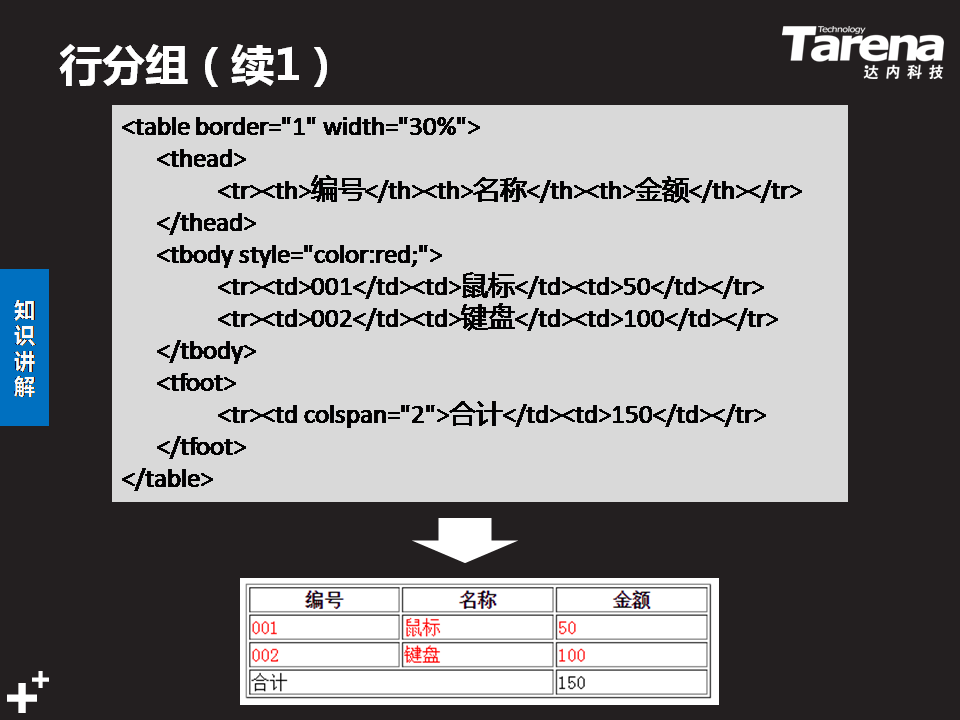 行分组（续1）
Technology
Tarena
达内科技
<table border="1" width="30%">
<thead>
<tr><th>编号</th><th>名称</th><th>金额</th></tr>
</thead>
<tbody style="color:red;">
<tr><td>001</td><td>鼠标</td><td>50</td></tr>
<tr><td>002</td><td>键盘</td><td>100</td></tr>
</tbody>
<tfoot>
<tr><td colspan="2">合计</td><td>150</td></tr>
</tfoot>
</table>
知识讲解
编号 名称 金额
001 鼠标 50
002 键盘 100
合计 150